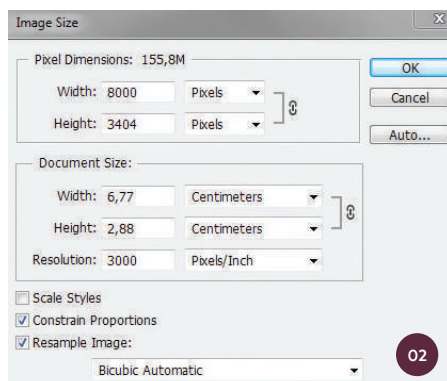 Image Size
X
Pixel Dimensions: 155,8M
Width: 8000 Pixels
Height: 3404 Pixels
OK
Cancel
Auto...
Document Size:
Width: 6,77 Centimeters
Height: 2,88 Centimeters
Resolution: 3000 Pixels/Inch
Scale Styles
Constrain Proportions
Resample Image:
Bicubic Automatic
02